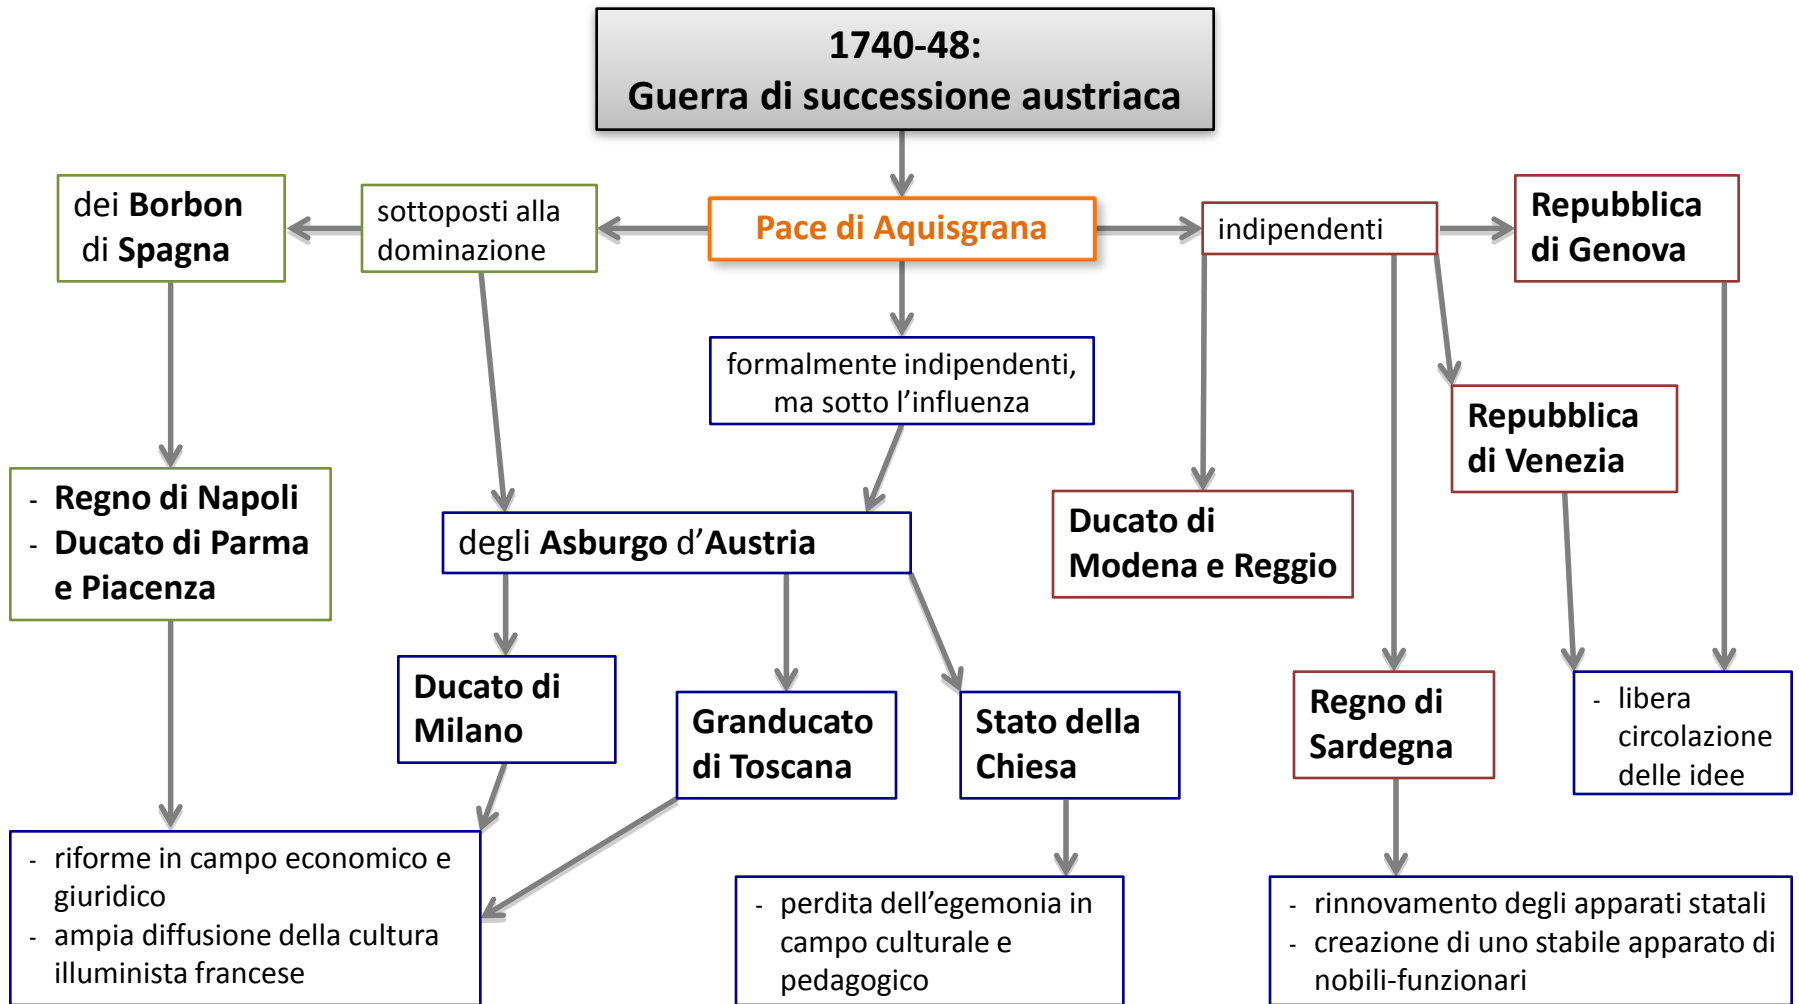 1740-48:
Guerra di successione austriaca
dei Borbon
di Spagna
sottoposti alla
dominazione
Pace di Aquisgrana
indipendenti
Repubblica
di Genova
formalmente indipendenti,
ma sotto l’influenza
Repubblica
di Venezia
- Regno di Napoli
- Ducato di Parma
e Piacenza
degli Asburgo d’Austria
Ducato di
Modena e Reggio
Ducato di
Milano
Granducato
di Toscana
Stato della
Chiesa
Regno di
Sardegna
- libera
circolazione
delle idee
- riforme in campo economico e
giuridico
- ampia diffusione della cultura
illuminista francese
- perdita dell’egemonia in
campo culturale e
pedagogico
- rinnovamento degli apparati statali
- creazione di uno stabile apparato di
nobili-funzionari